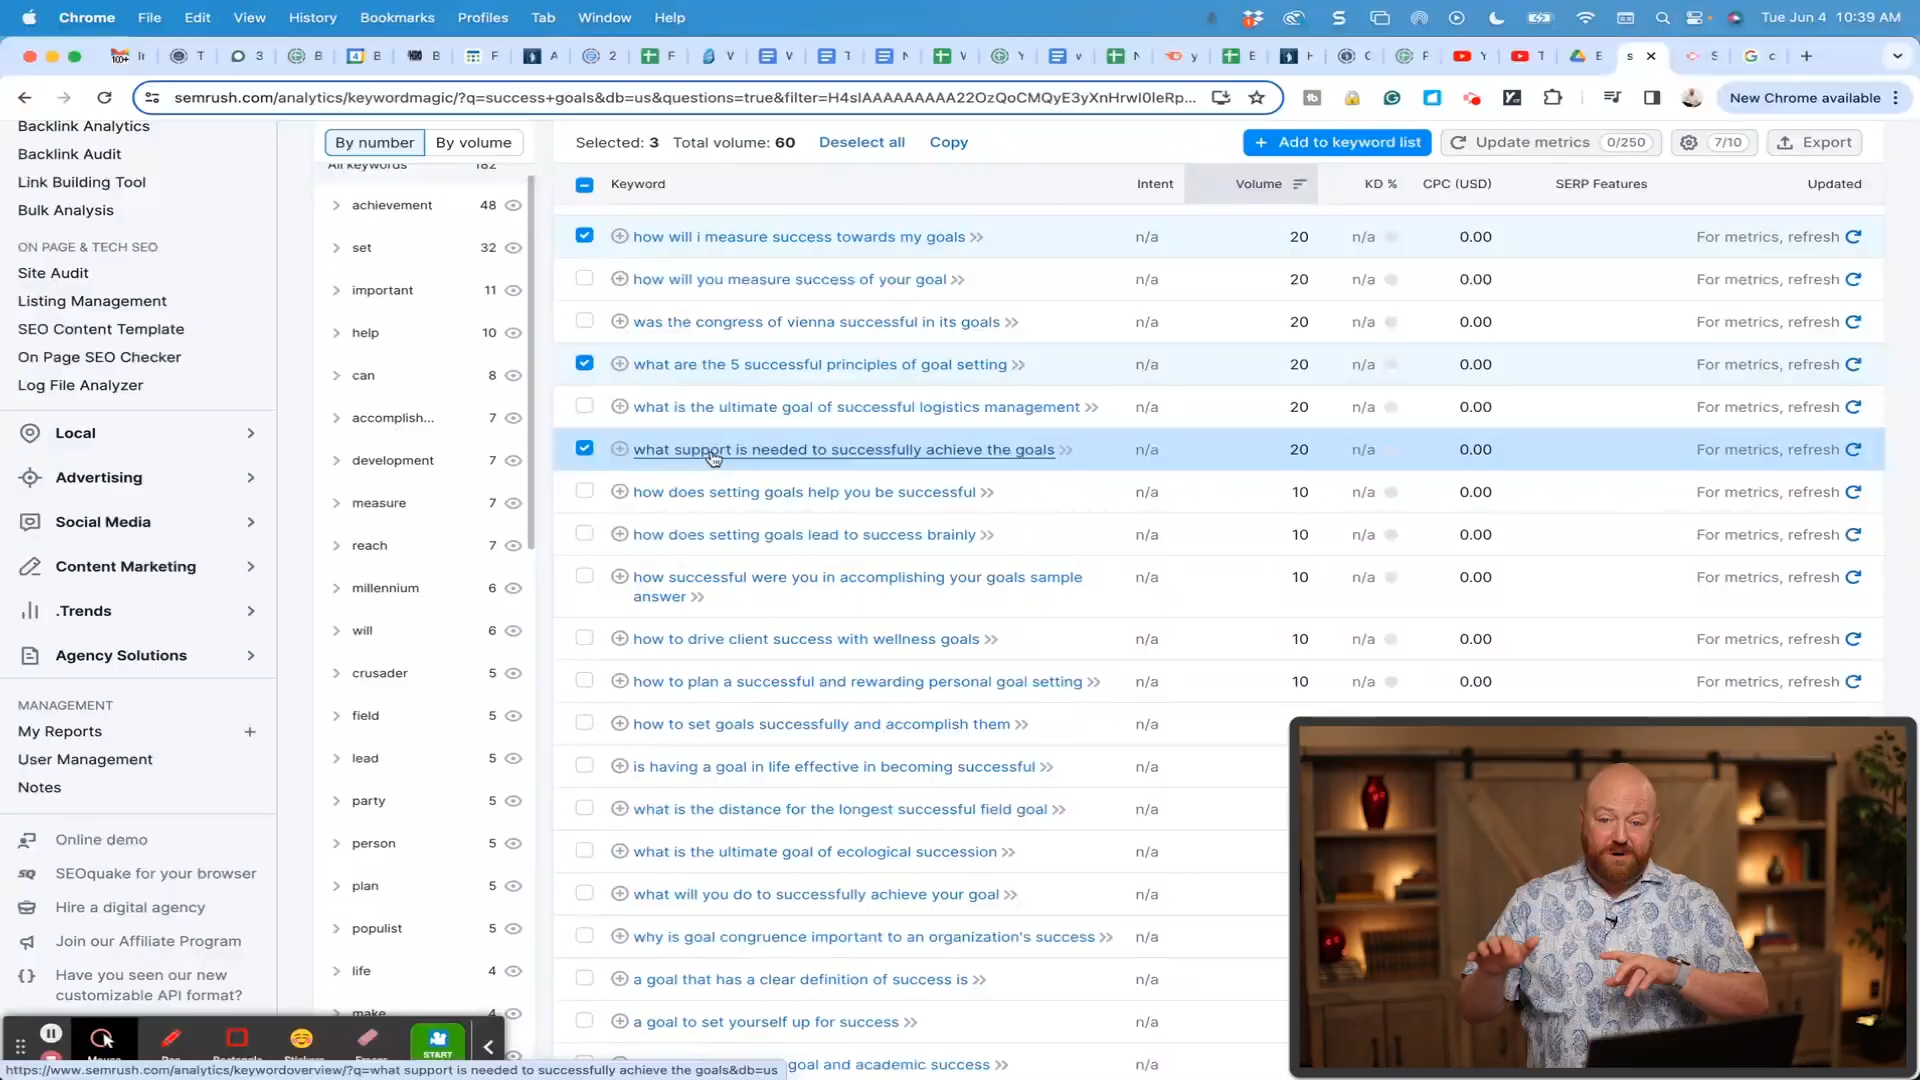 Chrome File Edit View History Bookmarks Profiles Tab Window Help
Tue Jun 4 10:39 AM
semrush.com/analytics/keywordmagic/?q=success+goals&db=us&questions=true&filter=H4sIAAAAAAAAA22OzQoCMQyE3yXnHrwI0leRp...
New Chrome available
Backlink Analytics
Backlink Audit
Link Building Tool
Bulk Analysis
ON PAGE & TECH SEO
Site Audit
Listing Management
SEO Content Template
On Page SEO Checker
Log File Analyzer
Local
Advertising
Social Media
Content Marketing
.Trends
Agency Solutions
MANAGEMENT
My Reports +
User Management
Notes
Online demo
SEOquake for your browser
Hire a digital agency
Join our Affiliate Program
Have you seen our new
customizable API format?
By number By volume
All keywords 182
achievement 48
set 32
important 11
help 10
can 8
accomplish... 7
development 7
measure 7
reach 7
millennium 6
will 6
crusader 5
field 5
lead 5
party 5
person 5
plan 5
populist 5
life 4
make
Selected: 3 Total volume: 60 Deselect all Copy
+ Add to keyword list Update metrics 0/250 7/10 Export
Keyword Intent Volume KD % CPC (USD) SERP Features Updated
how will i measure success towards my goals n/a 20 n/a 0.00 For metrics, refresh
how will you measure success of your goal n/a 20 n/a 0.00 For metrics, refresh
was the congress of vienna successful in its goals n/a 20 n/a 0.00 For metrics, refresh
what are the 5 successful principles of goal setting n/a 20 n/a 0.00 For metrics, refresh
what is the ultimate goal of successful logistics management n/a 20 n/a 0.00 For metrics, refresh
what support is needed to successfully achieve the goals n/a 20 n/a 0.00 For metrics, refresh
how does setting goals help you be successful n/a 10 n/a 0.00 For metrics, refresh
how does setting goals lead to success brainly n/a 10 n/a 0.00 For metrics, refresh
how successful were you in accomplishing your goals sample n/a 10 n/a 0.00 For metrics, refresh
answer
how to drive client success with wellness goals n/a 10 n/a 0.00 For metrics, refresh
how to plan a successful and rewarding personal goal setting n/a 10 n/a 0.00 For metrics, refresh
how to set goals successfully and accomplish them n/a
is having a goal in life effective in becoming successful n/a
what is the distance for the longest successful field goal n/a
what is the ultimate goal of ecological succession n/a
what will you do to successfully achieve your goal n/a
why is goal congruence important to an organization's success n/a
a goal that has a clear definition of success is n/a
a goal to set yourself up for success n/a
goal and academic success n/a
START
https://www.semrush.com/analytics/keywordoverview/?q=what support is needed to successfully achieve the goals&db=us